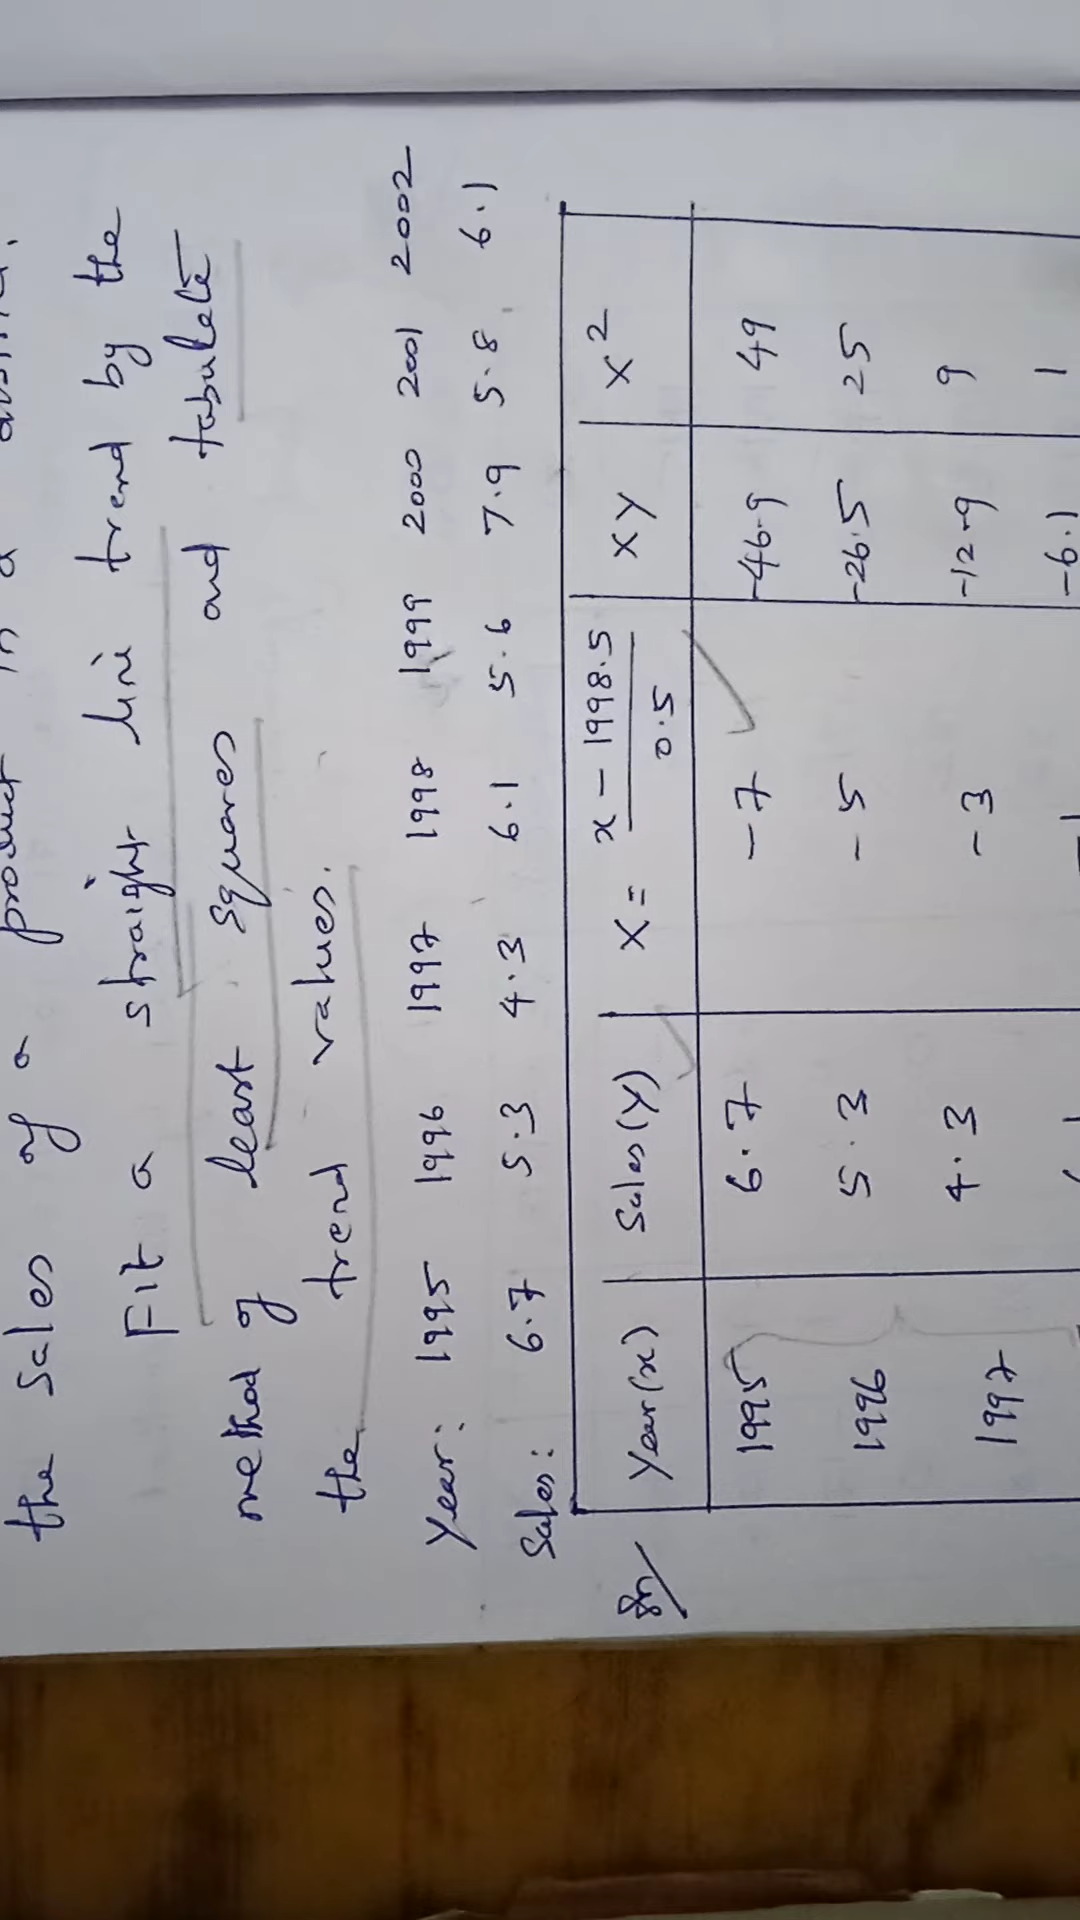 the sales of a product in a
Fit a straight line trend by the
method of least squares and tabulate
the trend values.
Year: 1995 1996 1997 1998 1999 2000 2001 2002
Sales: 6.7 5.3 4.3 6.1 5.6 7.9 5.8 6.1
Year(x) Sales(Y) X = x - 1998.5 / 0.5 XY X²
1995 6.7 -7 -46.9 49
1996 5.3 -5 -26.5 25
1997 4.3 -3 -12.9 9
-6.1 1